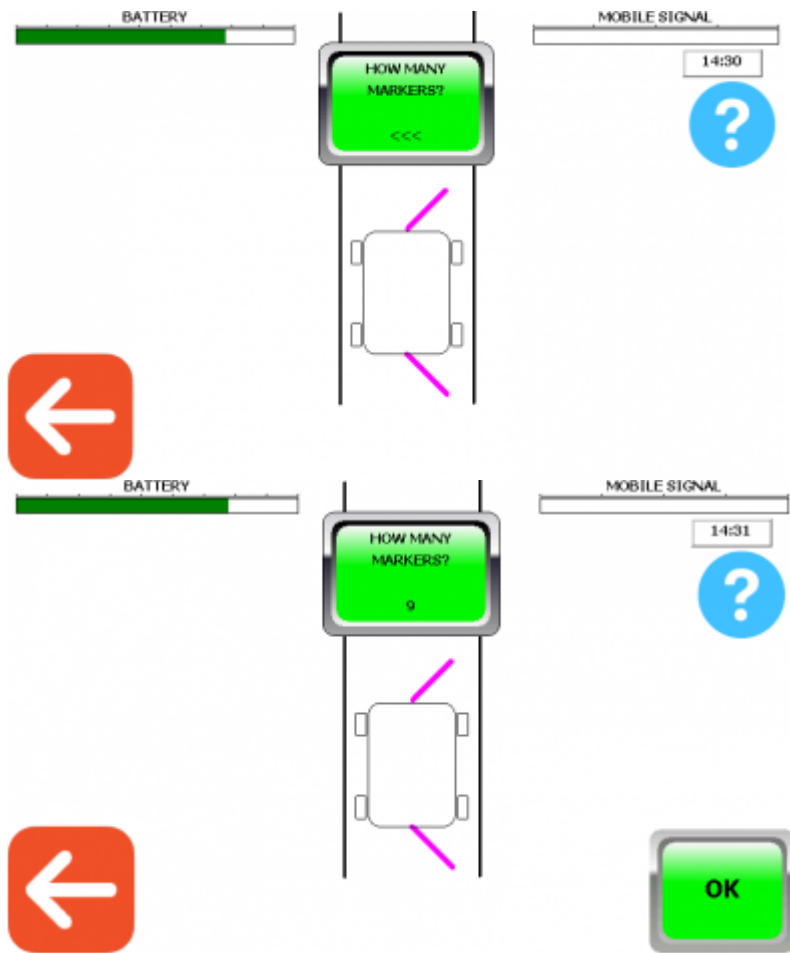 BATTERY
MOBILE SIGNAL
HOW MANY
MARKERS?
<<<
14:30
?
BATTERY
MOBILE SIGNAL
HOW MANY
MARKERS?
9
14:31
?
OK